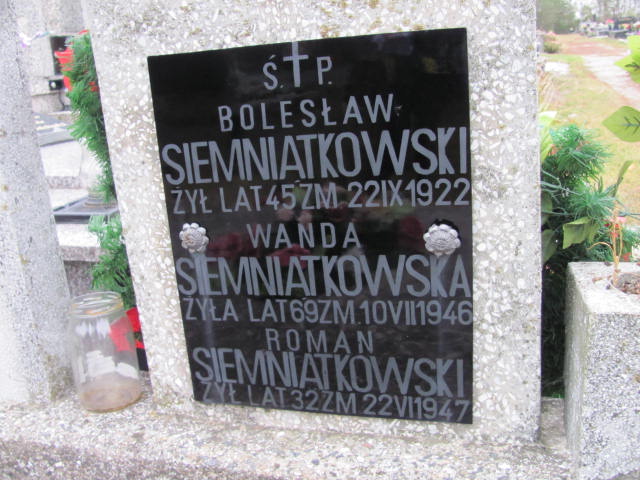 Ś.†P.
BOLESŁAW
SIEMNIATKOWSKI
ŻYŁ LAT 45 ZM 22 IX 1922
WANDA
SIEMNIATKOWSKA
ŻYŁA LAT 69 ZM. 10 VII 1946
ROMAN
SIEMNIATKOWSKI
ŻYŁ LAT 32 ZM 22 VI 1947